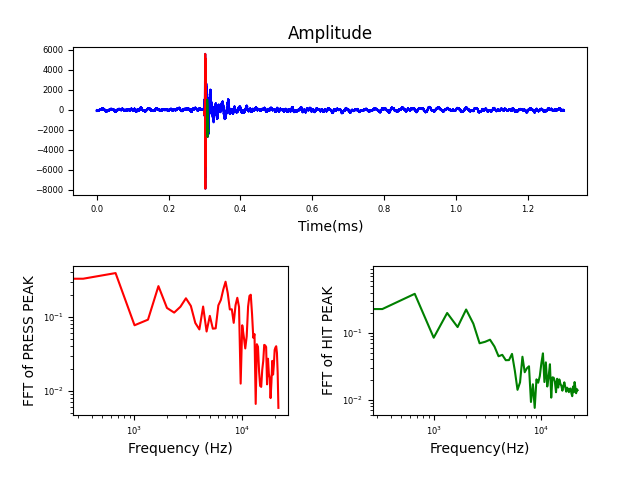 Amplitude
6000
4000
2000
0
−2000
−4000
−6000
−8000
0.0 0.2 0.4 0.6 0.8 1.0 1.2
Time(ms)
FFT of PRESS PEAK
10⁻¹
10⁻²
10³ 10⁴
Frequency (Hz)
FFT of HIT PEAK
10⁻¹
10⁻²
10³ 10⁴
Frequency(Hz)